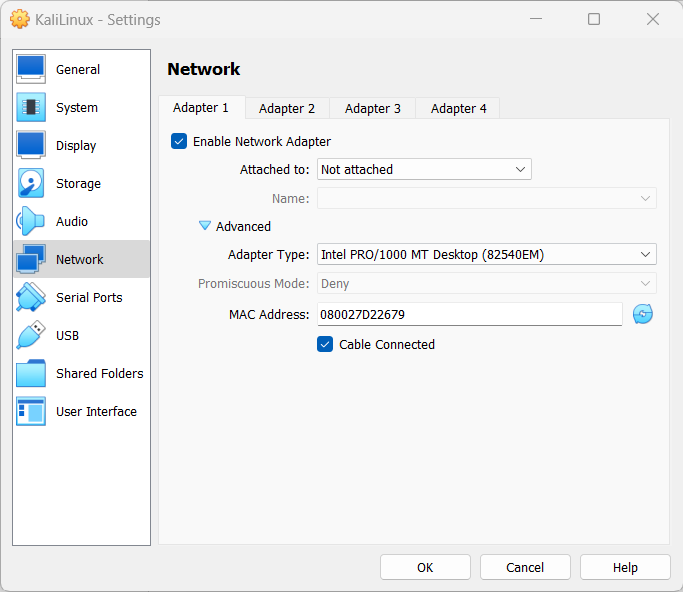 KaliLinux - Settings
General
System
Display
Storage
Audio
Network
Serial Ports
USB
Shared Folders
User Interface
Network
Adapter 1 Adapter 2 Adapter 3 Adapter 4
Enable Network Adapter
Attached to: Not attached
Name:
Advanced
Adapter Type: Intel PRO/1000 MT Desktop (82540EM)
Promiscuous Mode: Deny
MAC Address: 080027D22679
Cable Connected
OK Cancel Help